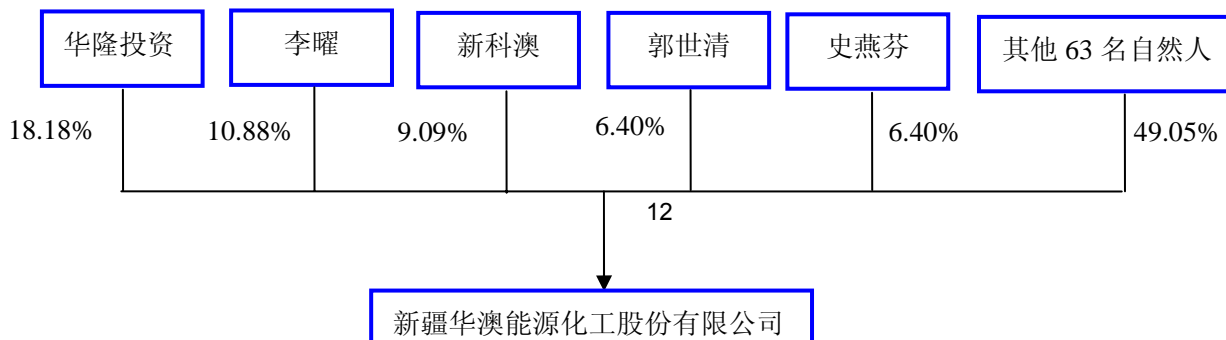 华隆投资
李曜
新科澳
郭世清
史燕芬
其他 63 名自然人
18.18%
10.88%
9.09%
6.40%
6.40%
49.05%
12
新疆华澳能源化工股份有限公司